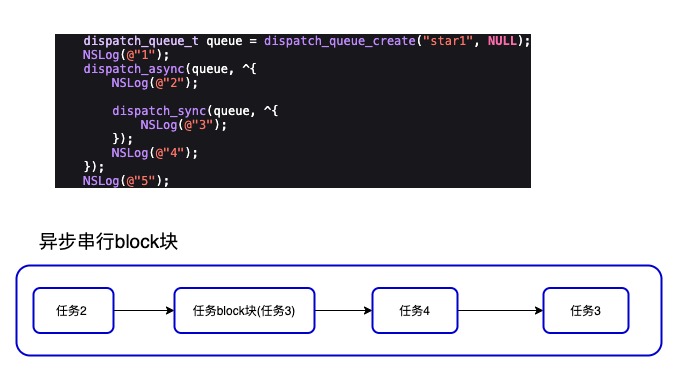 dispatch_queue_t queue = dispatch_queue_create("star1", NULL);
NSLog(@"1");
dispatch_async(queue, ^{
NSLog(@"2");
dispatch_sync(queue, ^{
NSLog(@"3");
});
NSLog(@"4");
});
NSLog(@"5");
异步串行block块
任务2
任务block块(任务3)
任务4
任务3